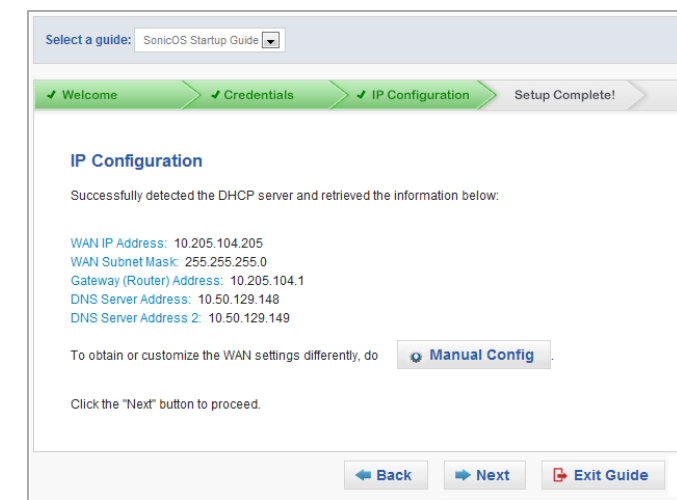 Select a guide: SonicOS Startup Guide
Welcome Credentials IP Configuration Setup Complete!
IP Configuration
Successfully detected the DHCP server and retrieved the information below:
WAN IP Address: 10.205.104.205
WAN Subnet Mask: 255.255.255.0
Gateway (Router) Address: 10.205.104.1
DNS Server Address: 10.50.129.148
DNS Server Address 2: 10.50.129.149
To obtain or customize the WAN settings differently, do Manual Config .
Click the "Next" button to proceed.
Back Next Exit Guide